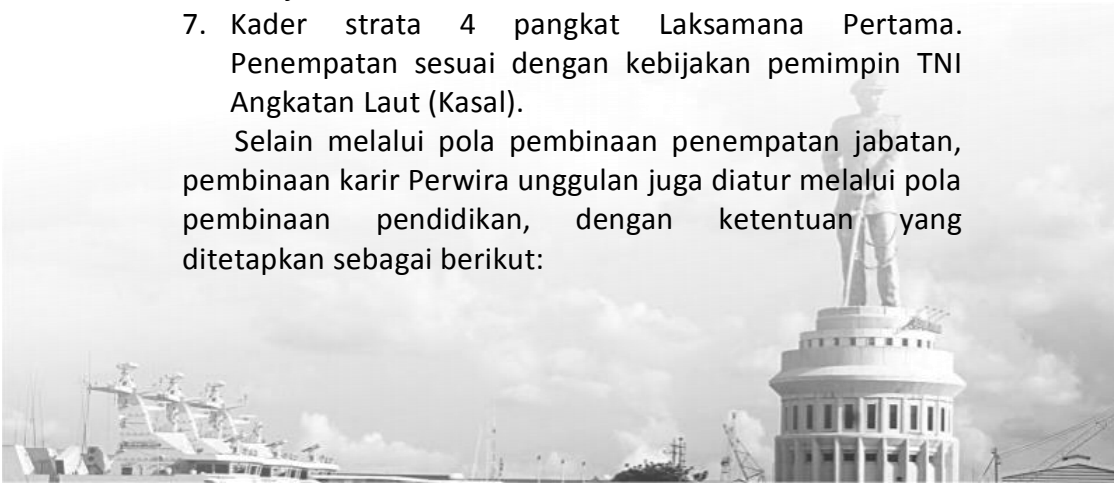 7. Kader strata 4 pangkat Laksamana Pertama.
Penempatan sesuai dengan kebijakan pemimpin TNI
Angkatan Laut (Kasal).
Selain melalui pola pembinaan penempatan jabatan,
pembinaan karir Perwira unggulan juga diatur melalui pola
pembinaan pendidikan, dengan ketentuan yang
ditetapkan sebagai berikut: